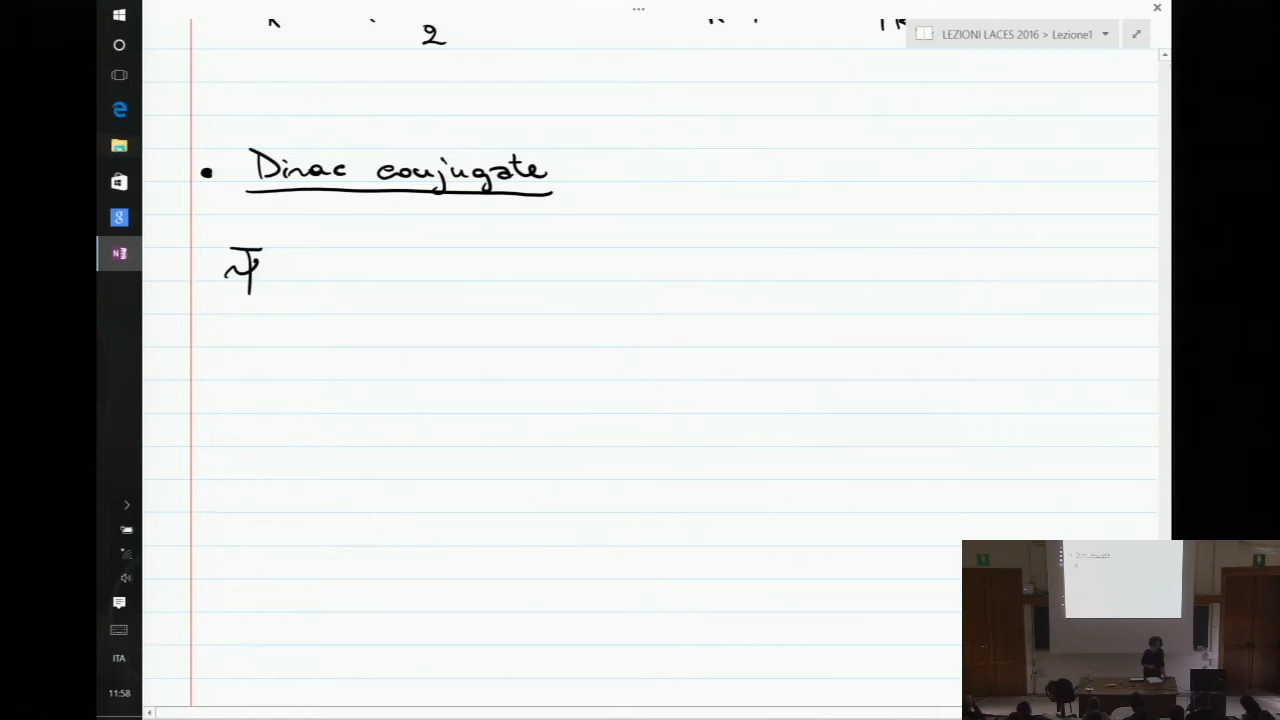 2
LEZIONI LACES 2016 > Lezione1
• Dirac conjugate
ψ̄
ITA
11:58